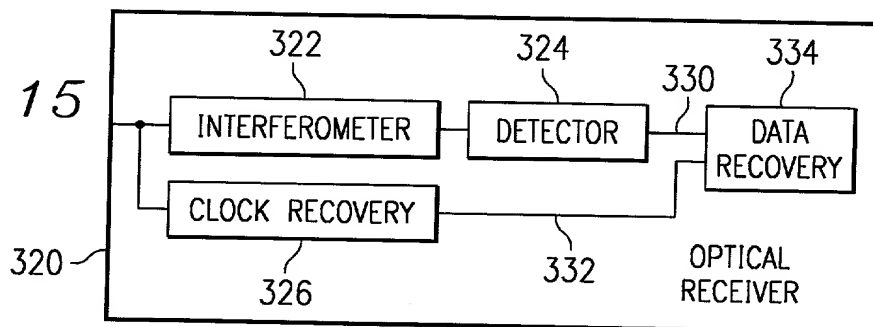 322
324
330
334
15
INTERFEROMETER
DETECTOR
DATA
RECOVERY
CLOCK RECOVERY
320
326
332
OPTICAL
RECEIVER